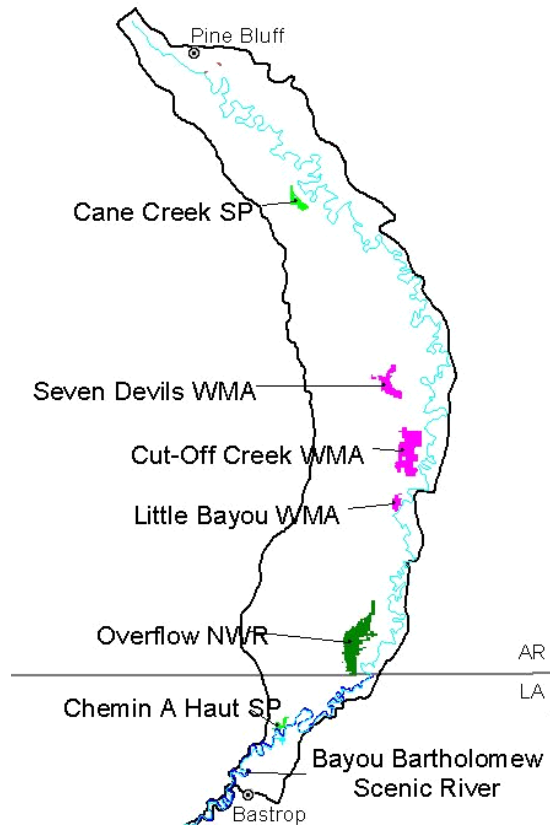 Pine Bluff
Cane Creek SP
Seven Devils WMA
Cut-Off Creek WMA
Little Bayou WMA
Overflow NWR
AR
LA
Chemin A Haut SP
Bayou Bartholomew
Scenic River
Bastrop